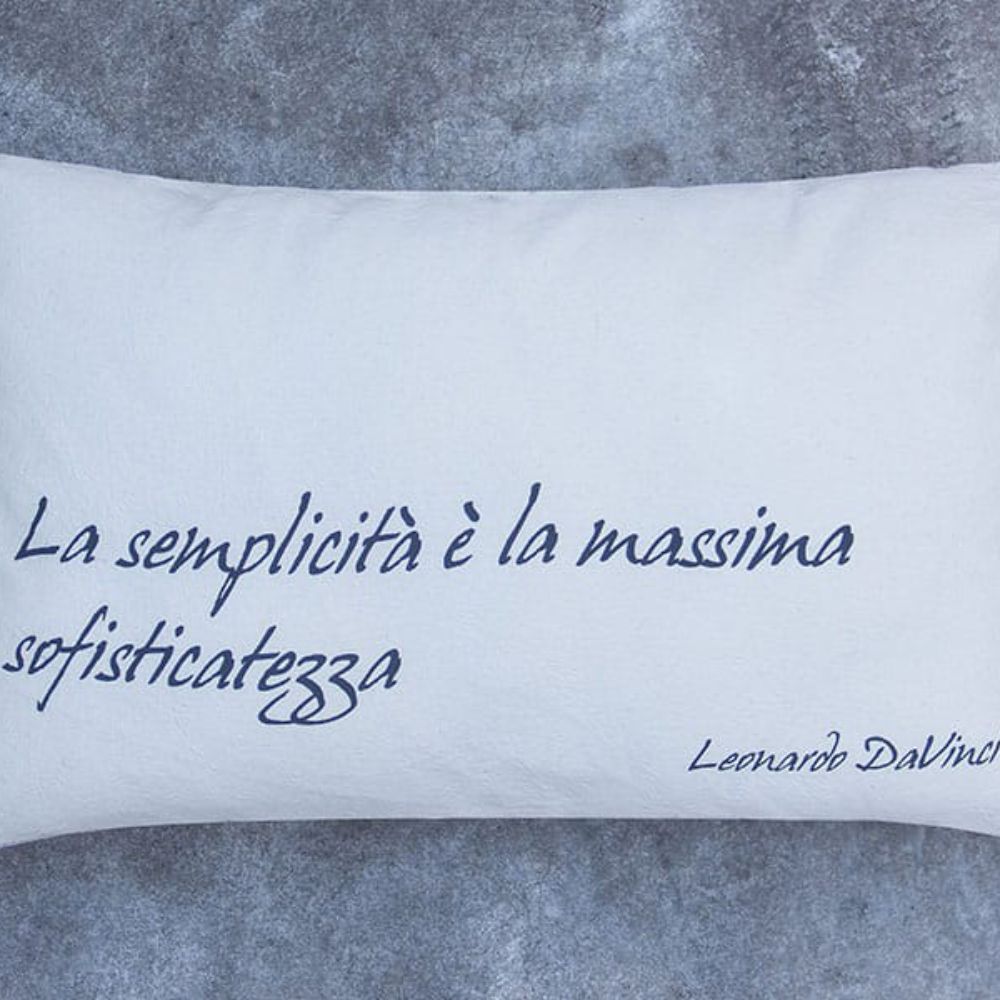 La semplicità è la massima
sofisticatezza
Leonardo DaVinci